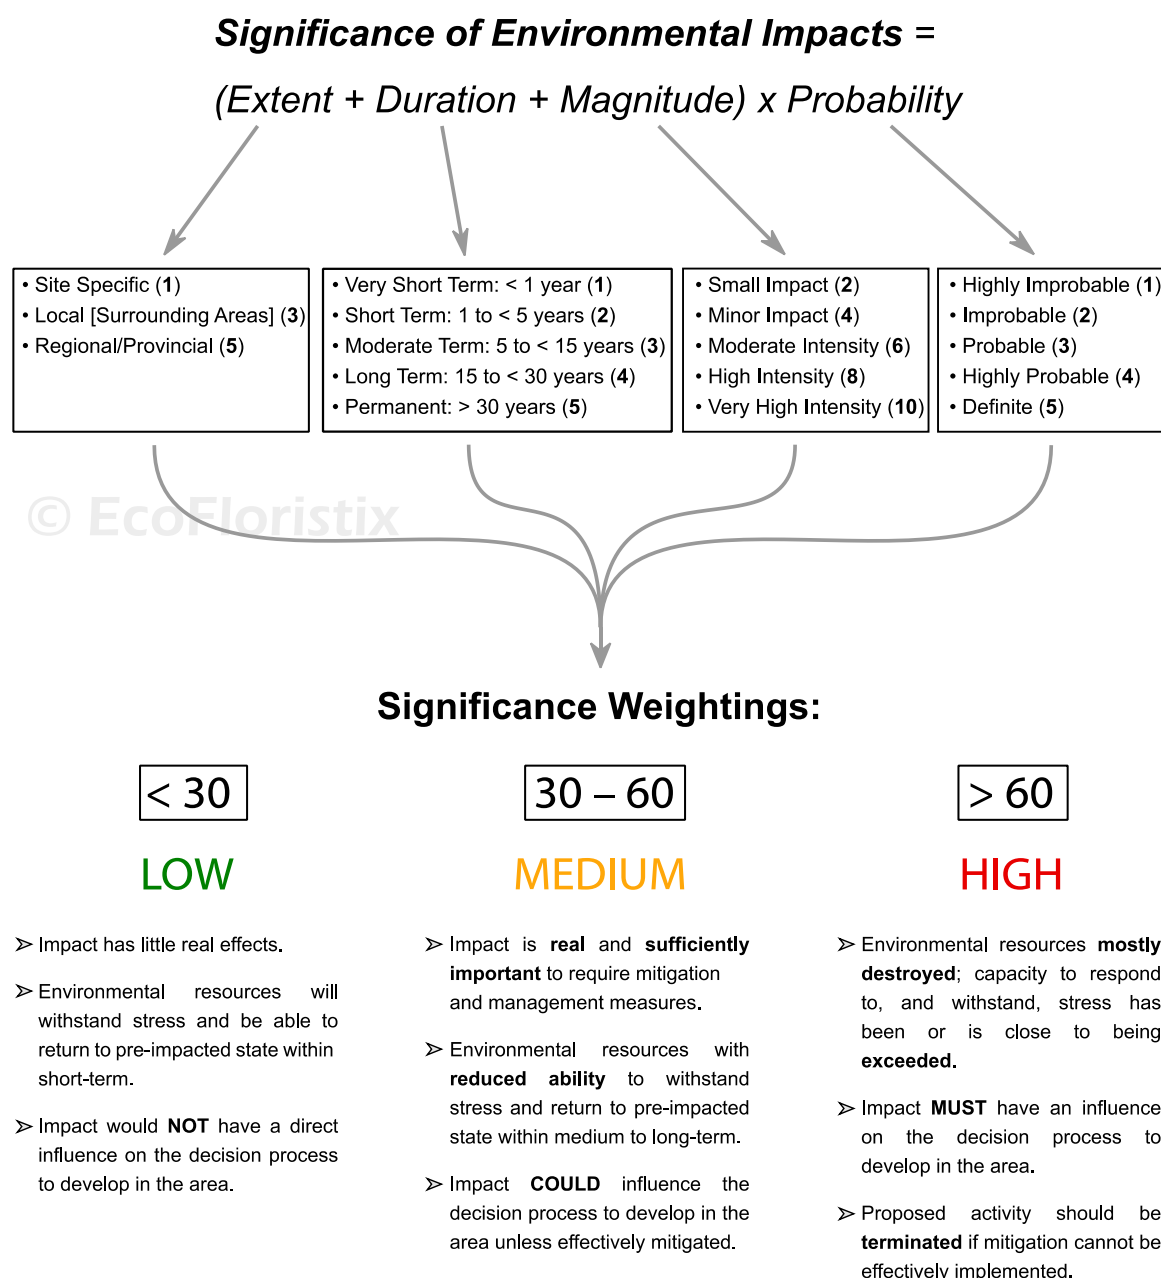 Significance of Environmental Impacts =
(Extent + Duration + Magnitude) x Probability
• Site Specific (1)
• Local [Surrounding Areas] (3)
• Regional/Provincial (5)
• Very Short Term: < 1 year (1)
• Short Term: 1 to < 5 years (2)
• Moderate Term: 5 to < 15 years (3)
• Long Term: 15 to < 30 years (4)
• Permanent: > 30 years (5)
• Small Impact (2)
• Minor Impact (4)
• Moderate Intensity (6)
• High Intensity (8)
• Very High Intensity (10)
• Highly Improbable (1)
• Improbable (2)
• Probable (3)
• Highly Probable (4)
• Definite (5)
© EcoFloristix
Significance Weightings:
< 30
LOW
➢ Impact has little real effects.
➢ Environmental resources will
withstand stress and be able to
return to pre-impacted state within
short-term.
➢ Impact would NOT have a direct
influence on the decision process
to develop in the area.
30 – 60
MEDIUM
➢ Impact is real and sufficiently
important to require mitigation
and management measures.
➢ Environmental resources with
reduced ability to withstand
stress and return to pre-impacted
state within medium to long-term.
➢ Impact COULD influence the
decision process to develop in the
area unless effectively mitigated.
> 60
HIGH
➢ Environmental resources mostly
destroyed; capacity to respond
to, and withstand, stress has
been or is close to being
exceeded.
➢ Impact MUST have an influence
on the decision process to
develop in the area.
➢ Proposed activity should be
terminated if mitigation cannot be
effectively implemented.